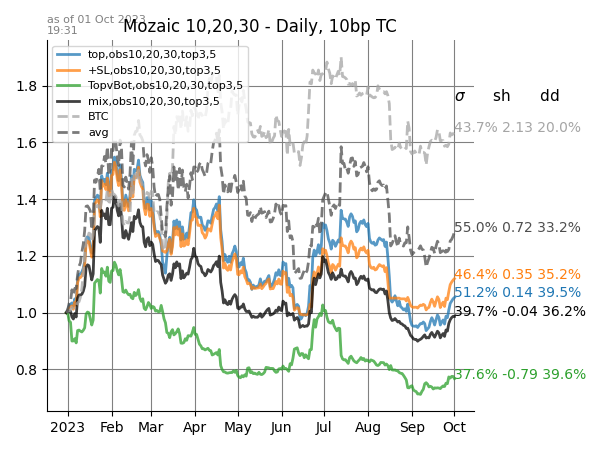 as of 01 Oct 2023
19:31
Mozaic 10,20,30 - Daily, 10bp TC
top,obs10,20,30,top3,5
+SL,obs10,20,30,top3,5
TopvBot,obs10,20,30,top3,5
mix,obs10,20,30,top3,5
BTC
avg
σ sh dd
43.7% 2.13 20.0%
55.0% 0.72 33.2%
46.4% 0.35 35.2%
51.2% 0.14 39.5%
39.7% -0.04 36.2%
37.6% -0.79 39.6%
1.8
1.6
1.4
1.2
1.0
0.8
2023 Feb Mar Apr May Jun Jul Aug Sep Oct